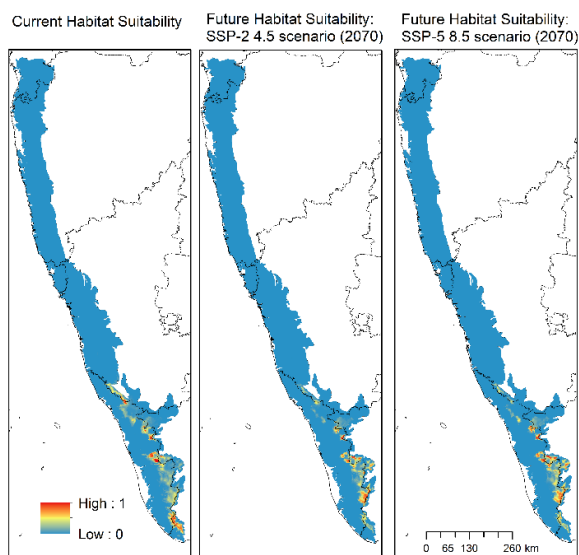 Current Habitat Suitability
Future Habitat Suitability:
SSP-2 4.5 scenario (2070)
Future Habitat Suitability:
SSP-5 8.5 scenario (2070)
High : 1
Low : 0
0 65 130 260 km